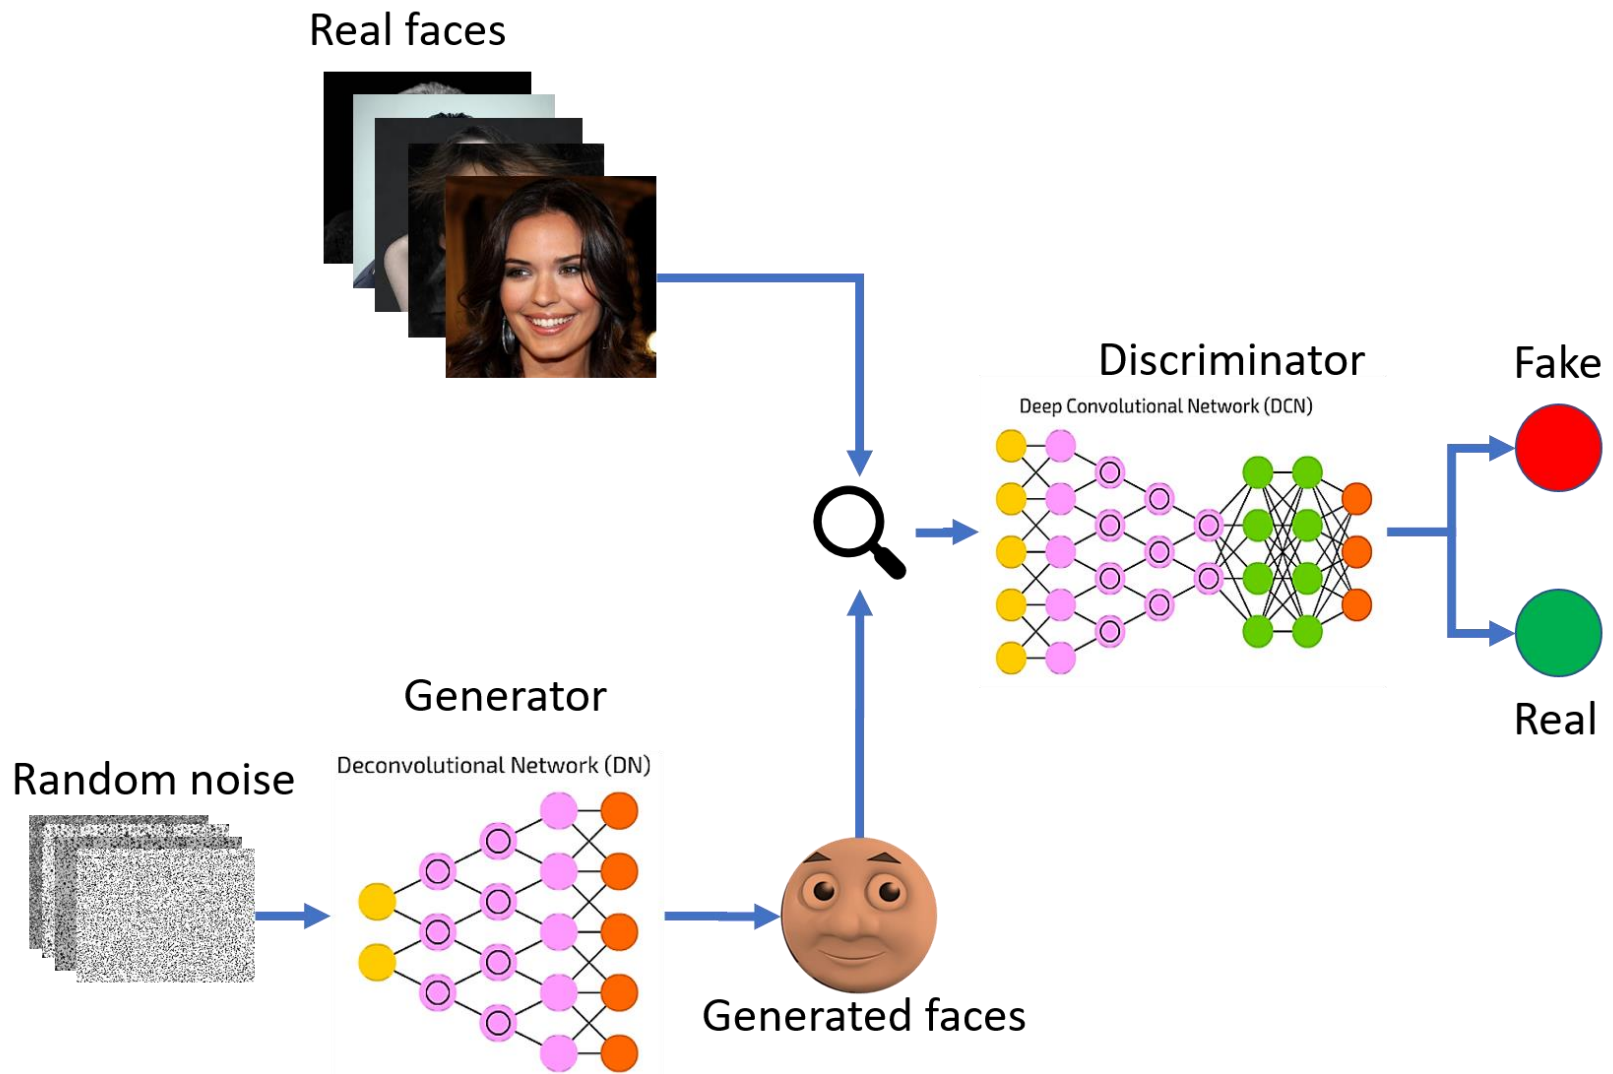 Real faces
Discriminator
Fake
Deep Convolutional Network (DCN)
Generator
Real
Deconvolutional Network (DN)
Random noise
Generated faces